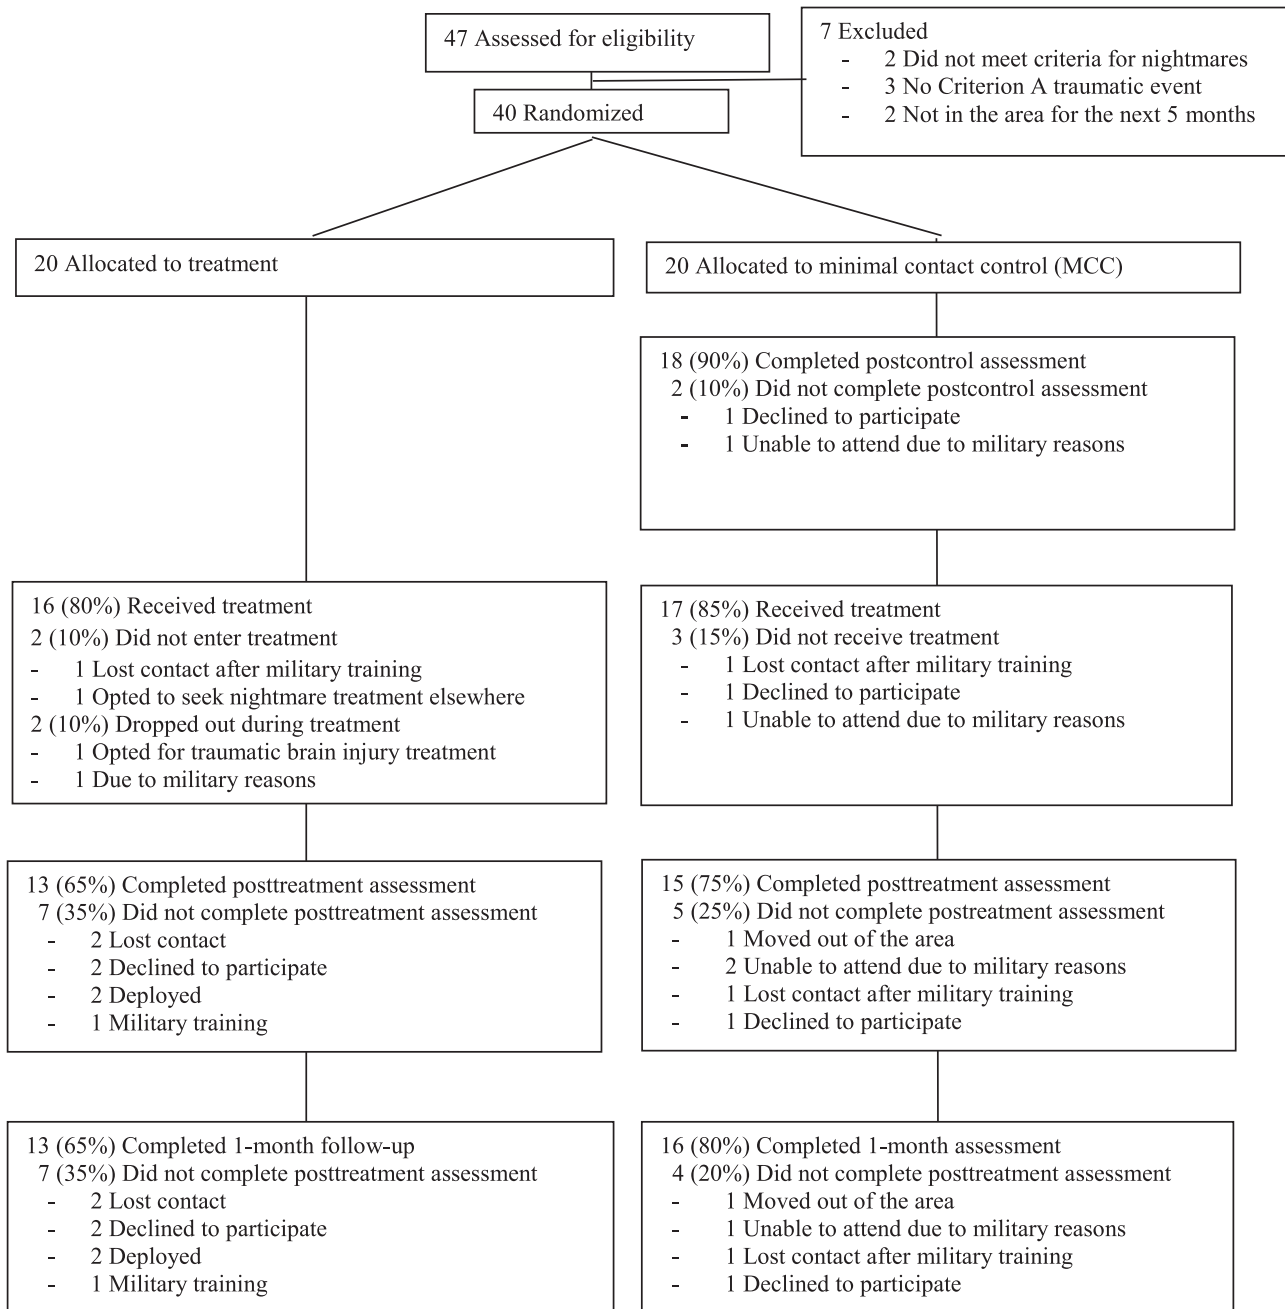 47 Assessed for eligibility
7 Excluded
- 2 Did not meet criteria for nightmares
- 3 No Criterion A traumatic event
- 2 Not in the area for the next 5 months
40 Randomized
20 Allocated to treatment
20 Allocated to minimal contact control (MCC)
18 (90%) Completed postcontrol assessment
2 (10%) Did not complete postcontrol assessment
- 1 Declined to participate
- 1 Unable to attend due to military reasons
16 (80%) Received treatment
2 (10%) Did not enter treatment
- 1 Lost contact after military training
- 1 Opted to seek nightmare treatment elsewhere
2 (10%) Dropped out during treatment
- 1 Opted for traumatic brain injury treatment
- 1 Due to military reasons
17 (85%) Received treatment
3 (15%) Did not receive treatment
- 1 Lost contact after military training
- 1 Declined to participate
- 1 Unable to attend due to military reasons
13 (65%) Completed posttreatment assessment
7 (35%) Did not complete posttreatment assessment
- 2 Lost contact
- 2 Declined to participate
- 2 Deployed
- 1 Military training
15 (75%) Completed posttreatment assessment
5 (25%) Did not complete postreatment assessment
- 1 Moved out of the area
- 2 Unable to attend due to military reasons
- 1 Lost contact after military training
- 1 Declined to participate
13 (65%) Completed 1-month follow-up
7 (35%) Did not complete posttreatment assessment
- 2 Lost contact
- 2 Declined to participate
- 2 Deployed
- 1 Military training
16 (80%) Completed 1-month assessment
4 (20%) Did not complete posttreatment assessment
- 1 Moved out of the area
- 1 Unable to attend due to military reasons
- 1 Lost contact after military training
- 1 Declined to participate